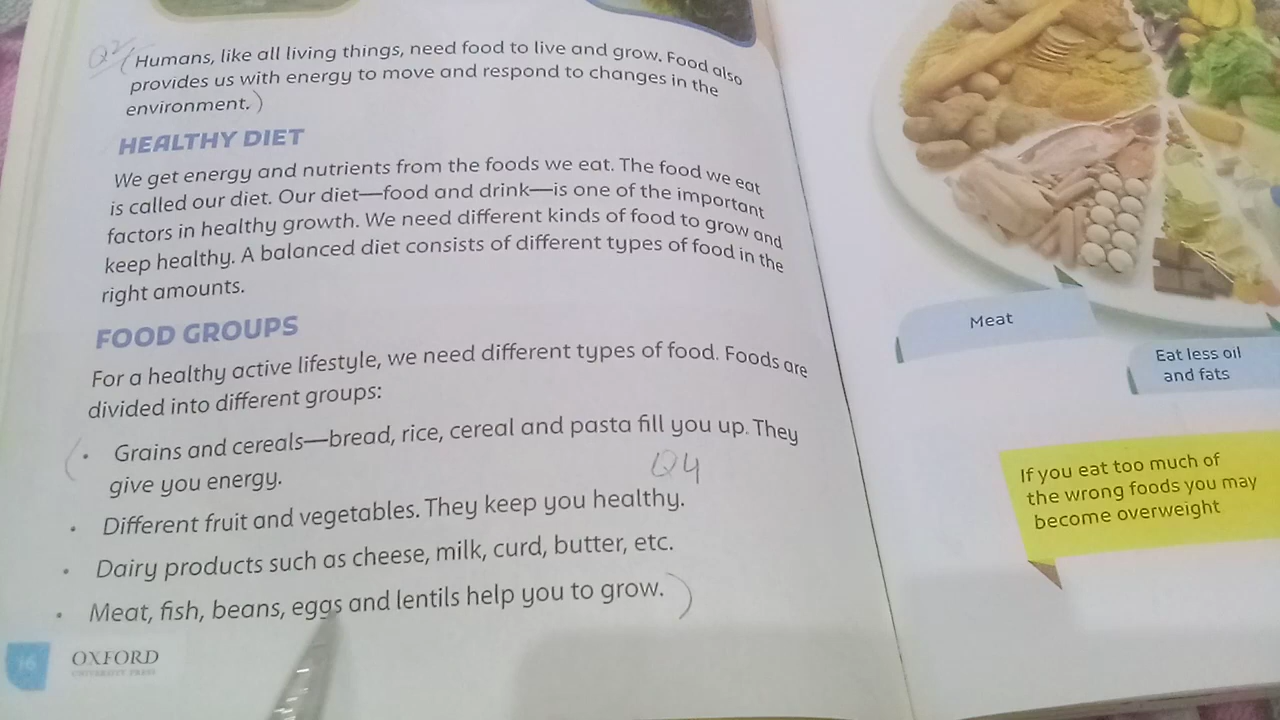 Q2 (Humans, like all living things, need food to live and grow. Food also
provides us with energy to move and respond to changes in the
environment.)
HEALTHY DIET
We get energy and nutrients from the foods we eat. The food we eat
is called our diet. Our diet—food and drink—is one of the important
factors in healthy growth. We need different kinds of food to grow and
keep healthy. A balanced diet consists of different types of food in the
right amounts.
FOOD GROUPS
For a healthy active lifestyle, we need different types of food. Foods are
divided into different groups:
( • Grains and cereals—bread, rice, cereal and pasta fill you up. They
give you energy.
Q4
• Different fruit and vegetables. They keep you healthy.
• Dairy products such as cheese, milk, curd, butter, etc.
• Meat, fish, beans, eggs and lentils help you to grow. )
16
OXFORD
UNIVERSITY PRESS
Meat
Eat less oil
and fats
If you eat too much of
the wrong foods you may
become overweight